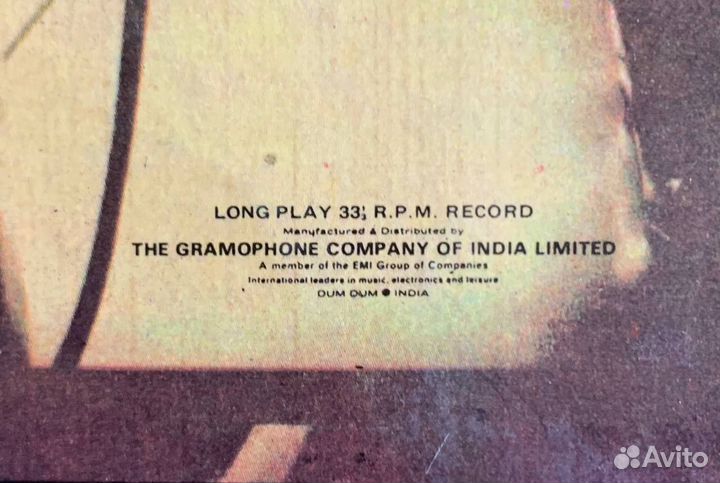 LONG PLAY 33⅓ R.P.M. RECORD
Manufactured & Distributed by
THE GRAMOPHONE COMPANY OF INDIA LIMITED
A member of the EMI Group of Companies
International leaders in music, electronics and leisure
DUM DUM ● INDIA
Avito